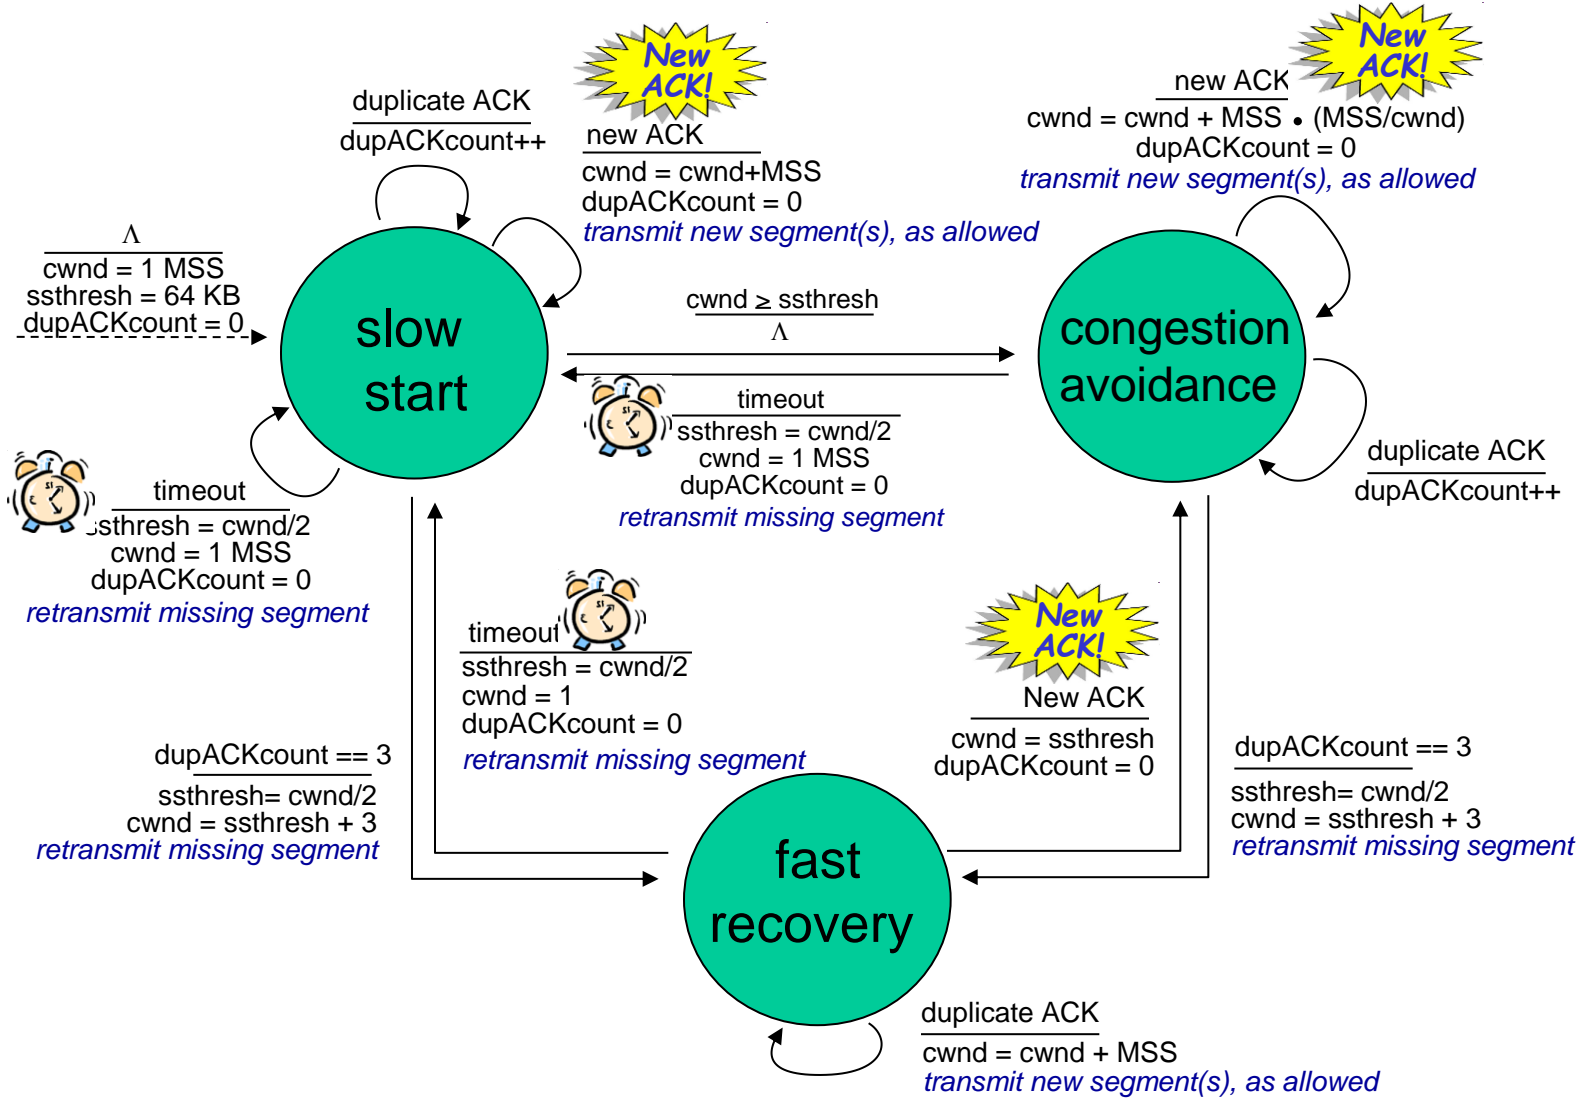 New
ACK!
New
ACK!
duplicate ACK
dupACKcount++
new ACK
cwnd = cwnd+MSS
dupACKcount = 0
transmit new segment(s), as allowed
new ACK
cwnd = cwnd + MSS • (MSS/cwnd)
dupACKcount = 0
transmit new segment(s), as allowed
Λ
cwnd = 1 MSS
ssthresh = 64 KB
dupACKcount = 0
slow
start
cwnd ≥ ssthresh
Λ
congestion
avoidance
timeout
ssthresh = cwnd/2
cwnd = 1 MSS
dupACKcount = 0
retransmit missing segment
duplicate ACK
dupACKcount++
timeout
ssthresh = cwnd/2
cwnd = 1 MSS
dupACKcount = 0
retransmit missing segment
timeout
ssthresh = cwnd/2
cwnd = 1
dupACKcount = 0
retransmit missing segment
New
ACK!
New ACK
cwnd = ssthresh
dupACKcount = 0
dupACKcount == 3
ssthresh= cwnd/2
cwnd = ssthresh + 3
retransmit missing segment
dupACKcount == 3
ssthresh= cwnd/2
cwnd = ssthresh + 3
retransmit missing segment
fast
recovery
duplicate ACK
cwnd = cwnd + MSS
transmit new segment(s), as allowed